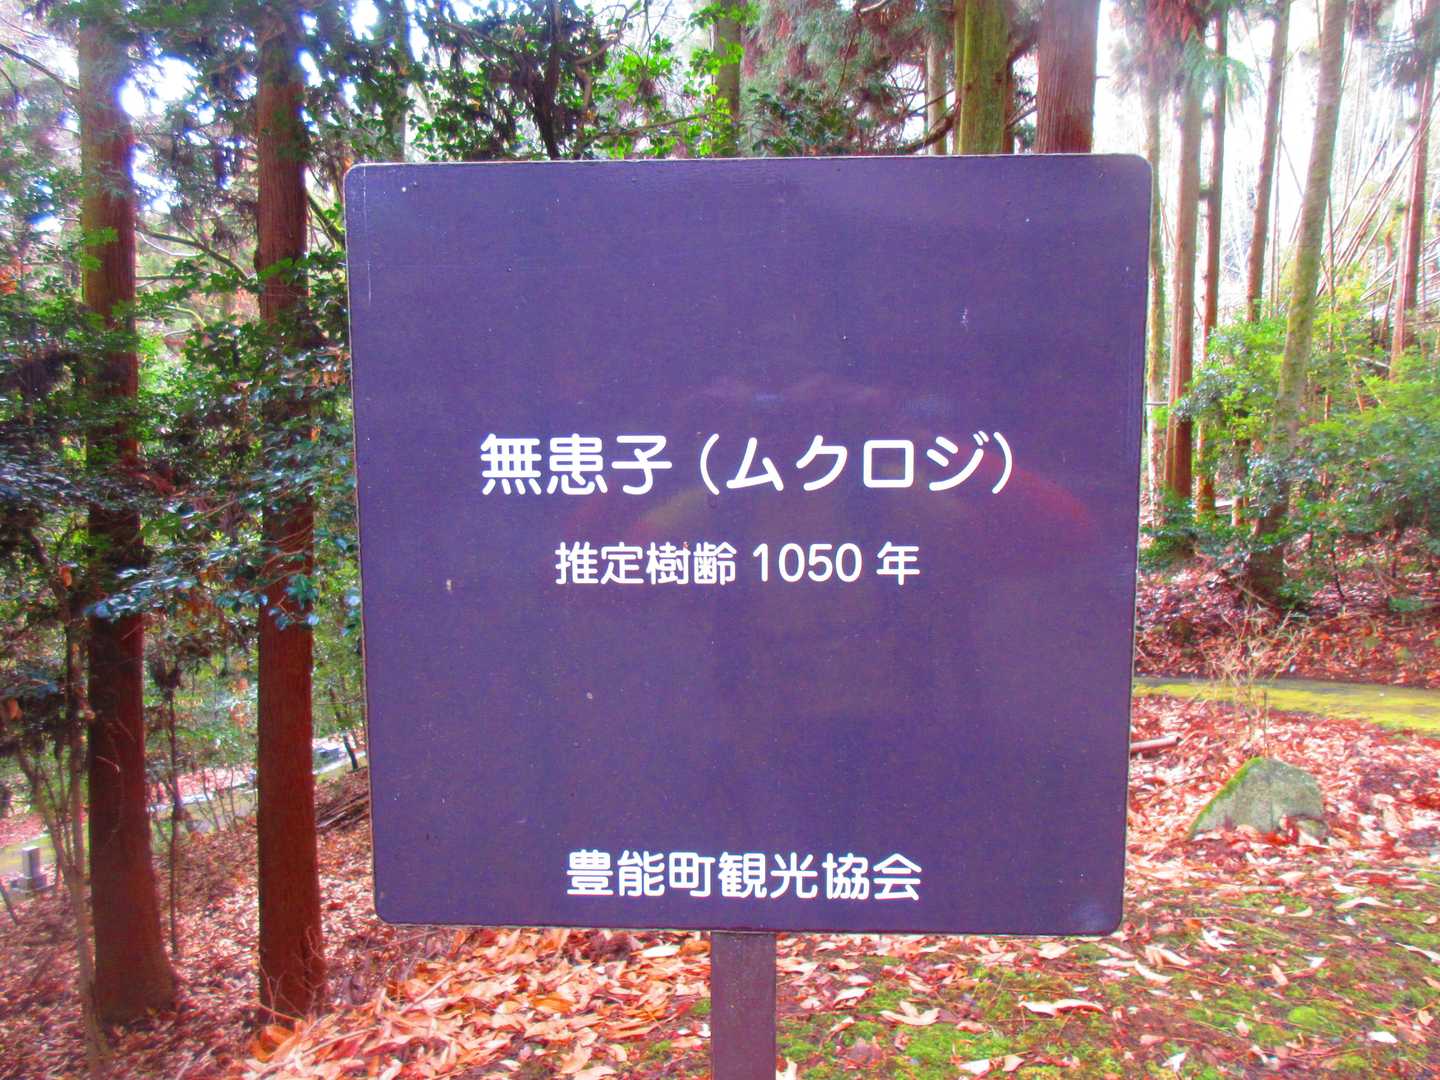 無患子（ムクロジ）
推定樹齢 1050 年
豊能町観光協会